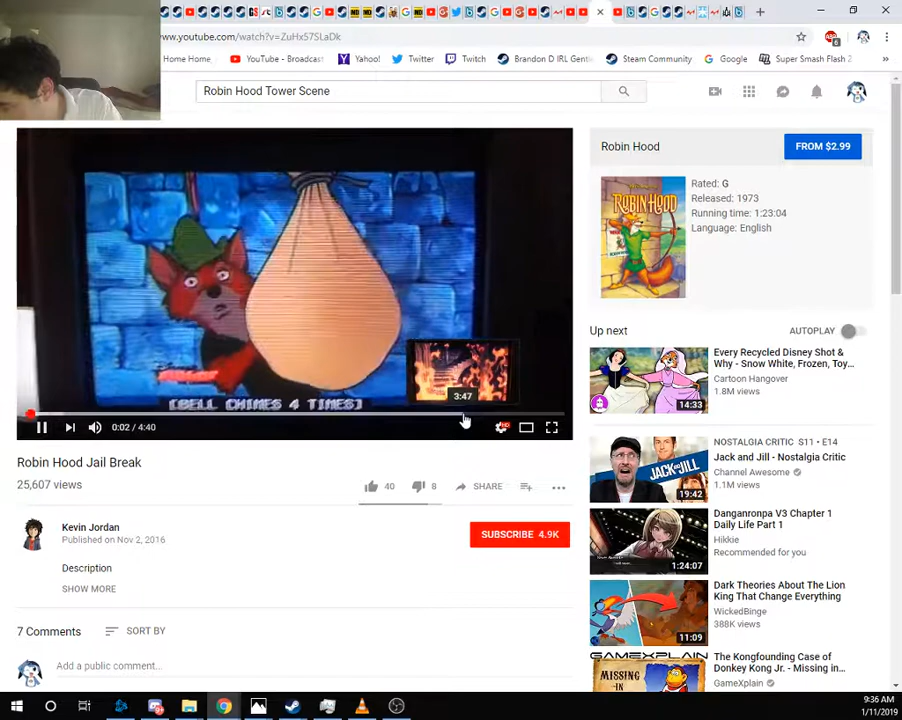 www.youtube.com/watch?v=ZuHx57SLaDk
Home Home
YouTube - Broadcast
Yahoo!
Twitter
Twitch
Brandon D IRL Gentl
Steam Community
Google
Super Smash Flash 2
»
Robin Hood Tower Scene
Robin Hood
FROM $2.99
ROBIN HOOD
Rated: G
Released: 1973
Running time: 1:23:04
Language: English
[BELL CHIMES 4 TIMES]
3:47
0:02 / 4:40
HD
Robin Hood Jail Break
25,607 views
40
8
SHARE
Kevin Jordan
Published on Nov 2, 2016
SUBSCRIBE 4.9K
Description
SHOW MORE
7 Comments
SORT BY
Add a public comment...
Up next
AUTOPLAY
Every Recycled Disney Shot &
Why - Snow White, Frozen, Toy...
Cartoon Hangover
1.8M views
14:33
NOSTALGIA CRITIC S11 • E14
Jack and Jill - Nostalgia Critic
Channel Awesome
1.1M views
JACK AND JILL
19:42
Danganronpa V3 Chapter 1
Daily Life Part 1
Hikkie
Recommended for you
1:24:07
Dark Theories About The Lion
King That Change Everything
WickedBinge
388K views
11:09
The Kongfounding Case of
Donkey Kong Jr. - Missing in...
GameXplain
GAMEXPLAIN
MISSING
-IN-
9:36 AM
1/11/2019